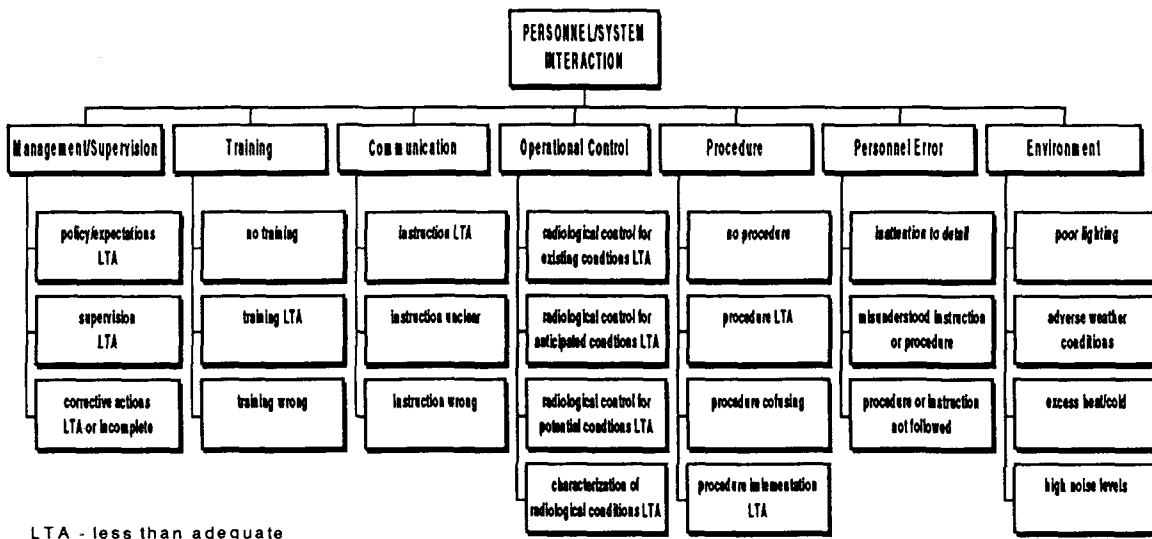 PERSONNEL/SYSTEM
INTERACTION
Management/Supervision
Training
Communication
Operational Control
Procedure
Personnel Error
Environment
policy/expectations
LTA
supervision
LTA
corrective actions
LTA or incomplete
no training
training LTA
training wrong
instruction LTA
instruction unclear
instruction wrong
radiological control for
existing condtions LTA
radiological control for
anticipated condtions LTA
radiological control for
potential condtions LTA
characterization of
radiological conditions LTA
no procedure
procedure LTA
procedure cofusing
procedure imlementation
LTA
inattention to detail
misunderstood instruction
or procedure
procedure or instruction
not followed
poor lighting
adverse weather
conditions
excess heat/cold
high noise levels
LTA - less than adequate